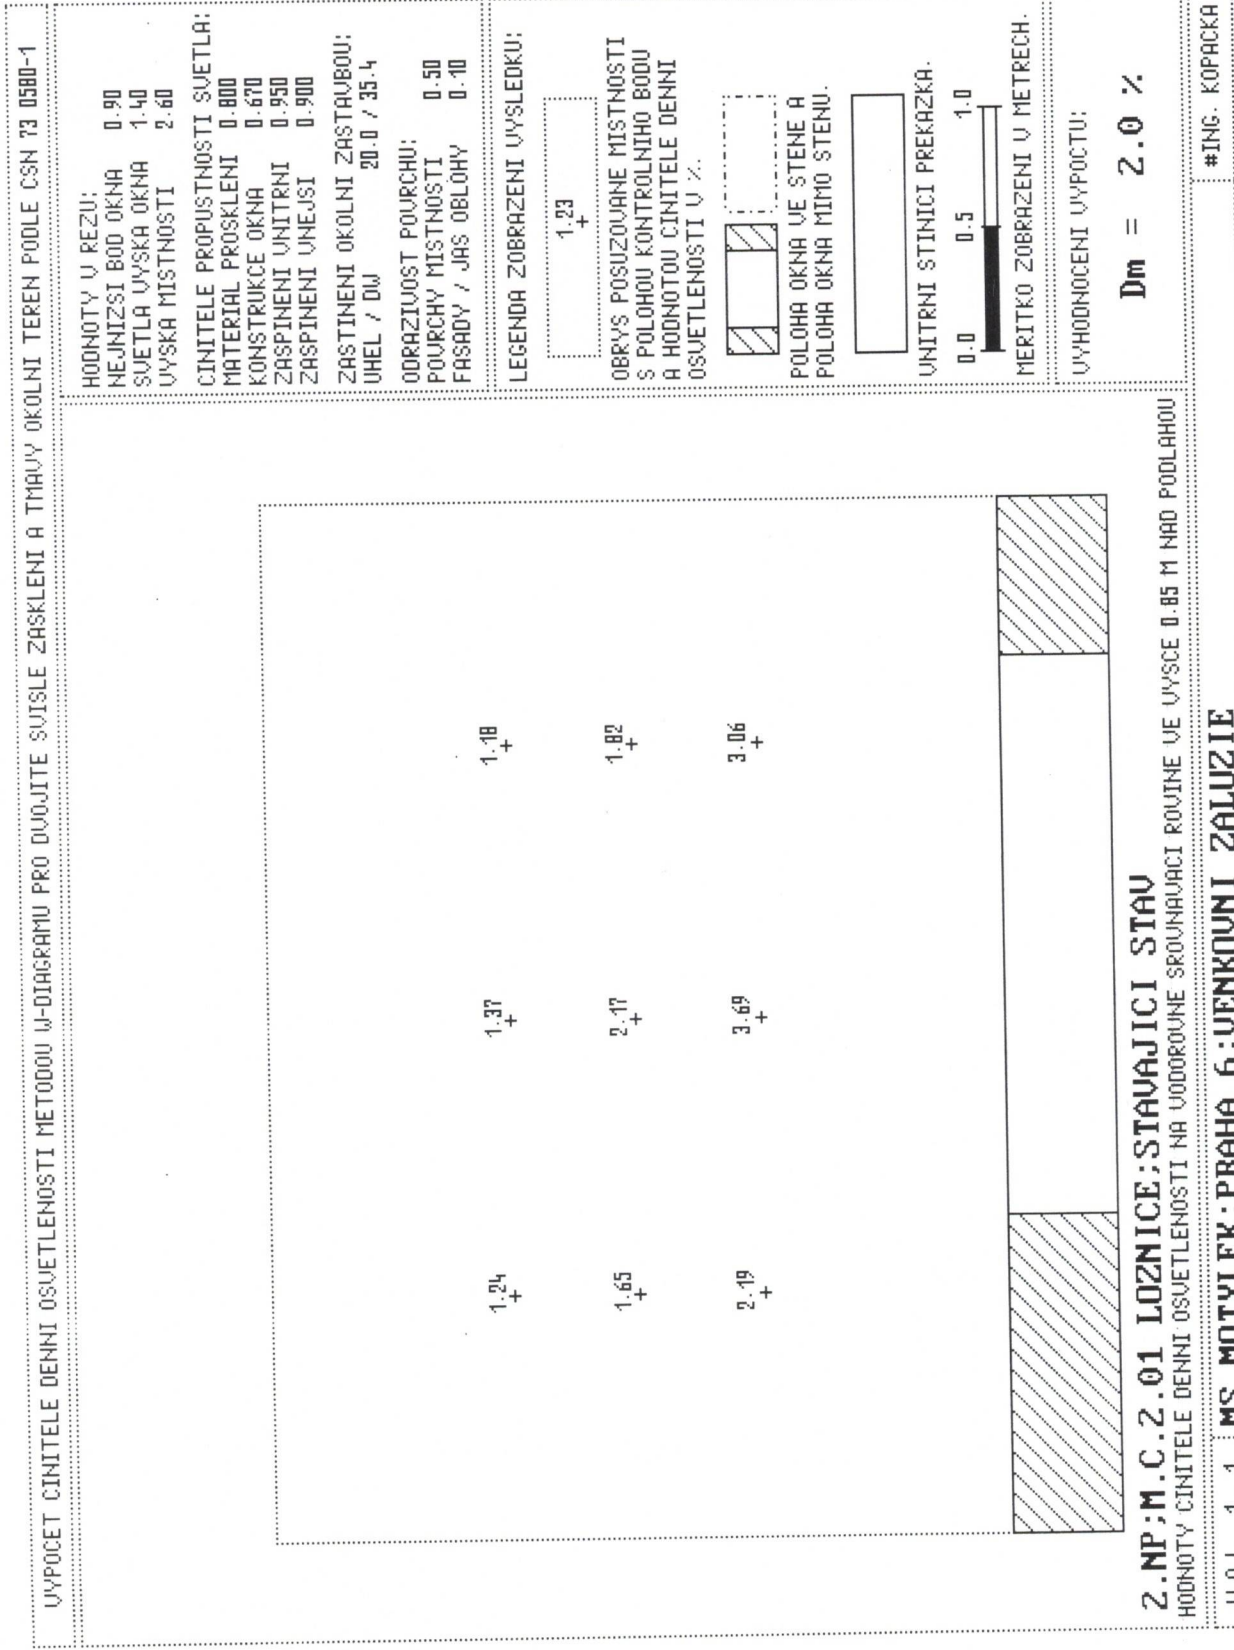 VYPOCET CINITELE DENNI OSVETLENOSTI METODOU W-DIAGRAMU PRO DVOJITE SVISLE ZASKLENI A TMAVY OKOLNI TEREN PODLE CSN 73 0580-1
1.24
+
1.37
+
1.18
+
1.65
+
2.17
+
1.82
+
2.19
+
3.69
+
3.06
+
HODNOTY V REZU:
NEJNIZSI BOD OKNA 0.90
SVETLA VYSKA OKNA 1.40
VYSKA MISTNOSTI 2.60
CINITELE PROPUSTNOSTI SVETLA:
MATERIAL PROSKLENI 0.800
KONSTRUKCE OKNA 0.670
ZASPINENI VNITRNI 0.950
ZASPINENI VNEJSI 0.900
ZASTINENI OKOLNI ZASTAVBOU:
UHEL / DW 20.0 / 35.4
ODRAZIVOST POVRCHU:
POVRCHY MISTNOSTI 0.50
FASADY / JAS OBLOHY 0.10
LEGENDA ZOBRAZENI VYSLEDKU:
1.23
+
OBRYS POSUZOVANE MISTNOSTI
S POLOHOU KONTROLNIHO BODU
A HODNOTOU CINITELE DENNI
OSVETLENOSTI V %.
POLOHA OKNA VE STENE A
POLOHA OKNA MIMO STENU.
VNITRNI STINICI PREKAZKA.
0.0 0.5 1.0
MERITKO ZOBRAZENI V METRECH.
VYHODNOCENI VYPOCTU:
Dm = 2.0 %
2.NP;M.C.2.01 LOZNICE;STAVAJICI STAV
HODNOTY CINITELE DENNI OSVETLENOSTI NA VODOROVNE SROVNAVACI ROVINE VE VYSCE 0.85 M NAD PODLAHOU
MS MOTYLEK;PRAHA 6;VENKOVNI ZALUZIE
#ING. KOPACKA